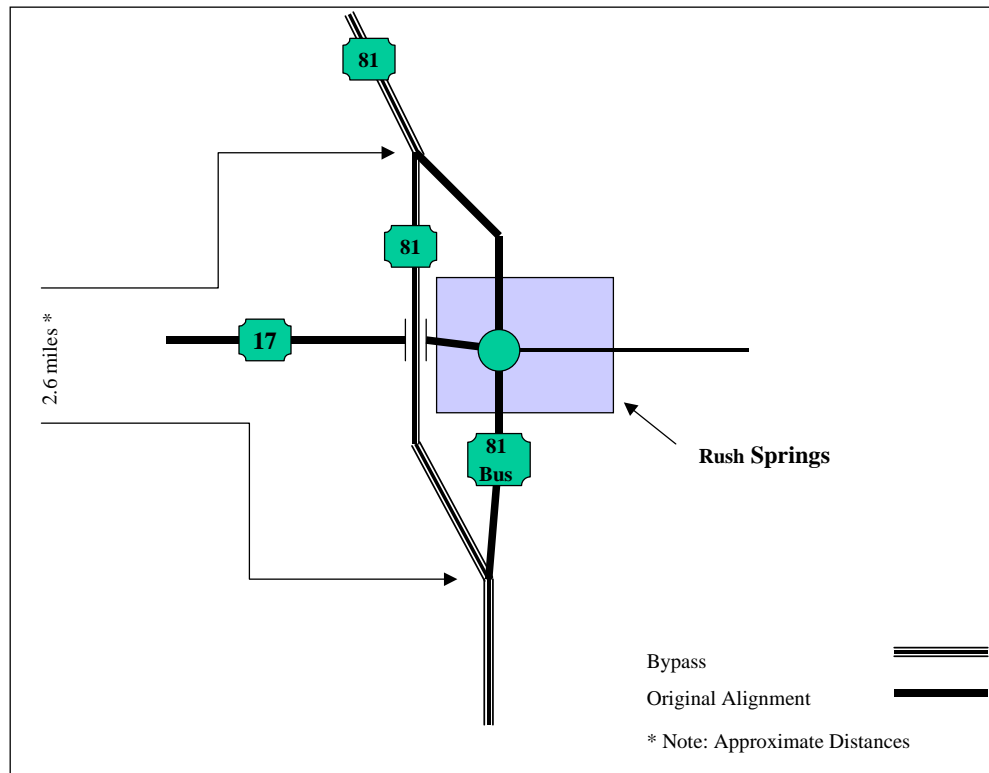 81
81
17
2.6 miles *
81
Bus
Rush Springs
Bypass
Original Alignment
* Note: Approximate Distances